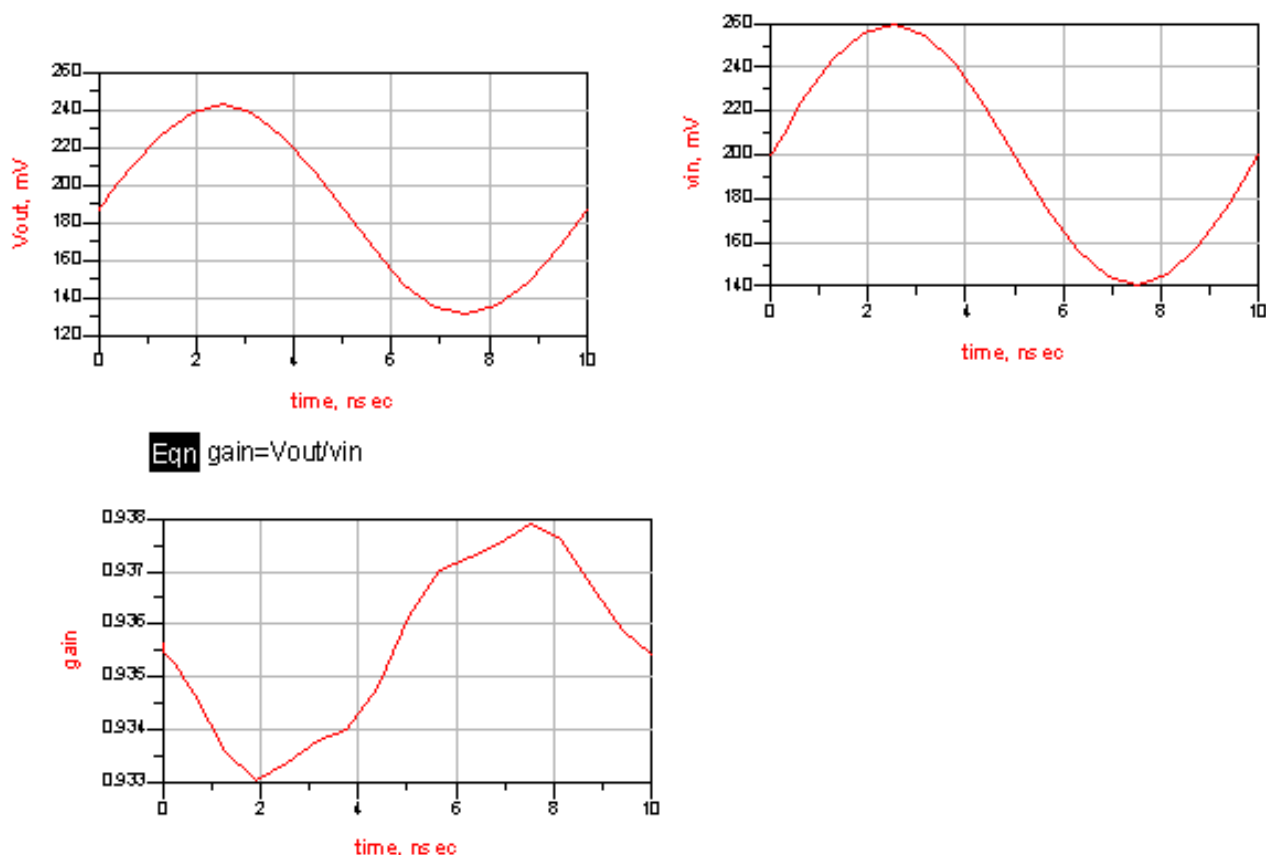 260
240
220
200
180
160
140
120
Vout, mV
0 2 4 6 8 10
time, nsec
260
240
220
200
180
160
140
vin, mV
0 2 4 6 8 10
time, nsec
Eqn gain=Vout/vin
0.938
0.937
0.936
0.935
0.934
0.933
gain
0 2 4 6 8 10
time, nsec